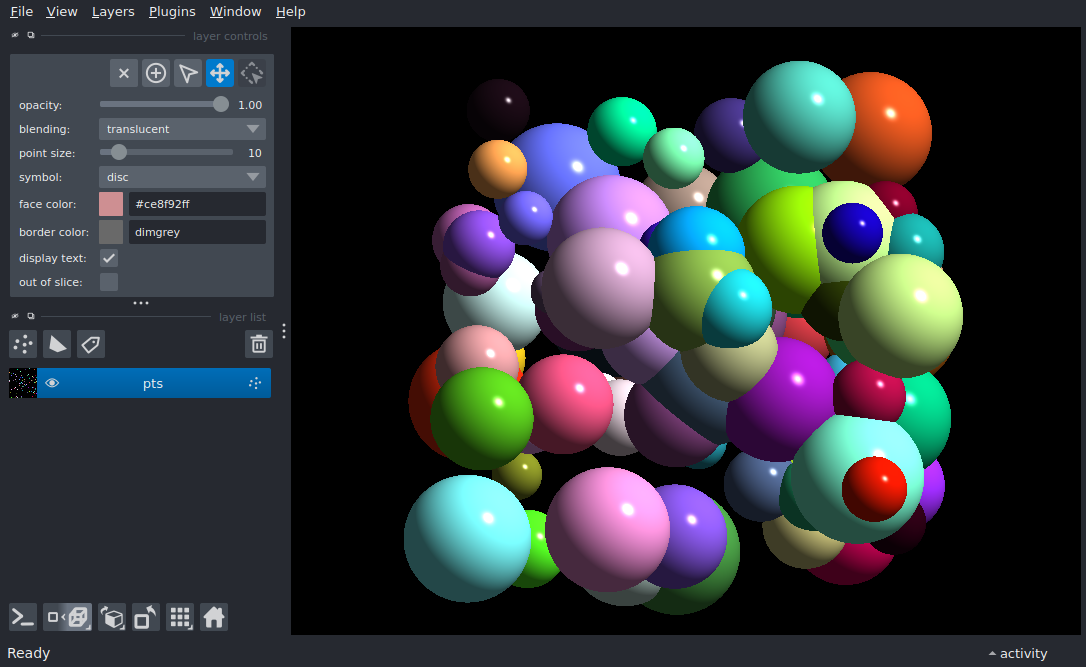 File View Layers Plugins Window Help
layer controls
opacity: 1.00
blending: translucent
point size: 10
symbol: disc
face color: #ce8f92ff
border color: dimgrey
display text:
out of slice:
layer list
pts
Ready
activity